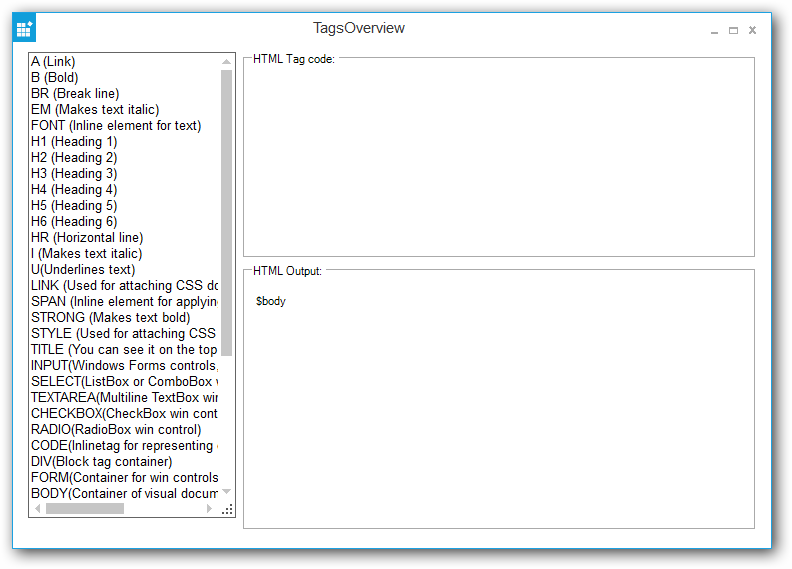 TagsOverview
A (Link)
B (Bold)
BR (Break line)
EM (Makes text italic)
FONT (Inline element for text)
H1 (Heading 1)
H2 (Heading 2)
H3 (Heading 3)
H4 (Heading 4)
H5 (Heading 5)
H6 (Heading 6)
HR (Horizontal line)
I (Makes text italic)
U(Underlines text)
LINK (Used for attaching CSS do
SPAN (Inline element for applyin
STRONG (Makes text bold)
STYLE (Used for attaching CSS
TITLE (You can see it on the top
INPUT(Windows Forms controls,
SELECT(ListBox or ComboBox w
TEXTAREA(Multiline TextBox win
CHECKBOX(CheckBox win cont
RADIO(RadioBox win control)
CODE(Inlinetag for representing
DIV(Block tag container)
FORM(Container for win controls
BODY(Container of visual docum
HTML Tag code:
HTML Output:
$body